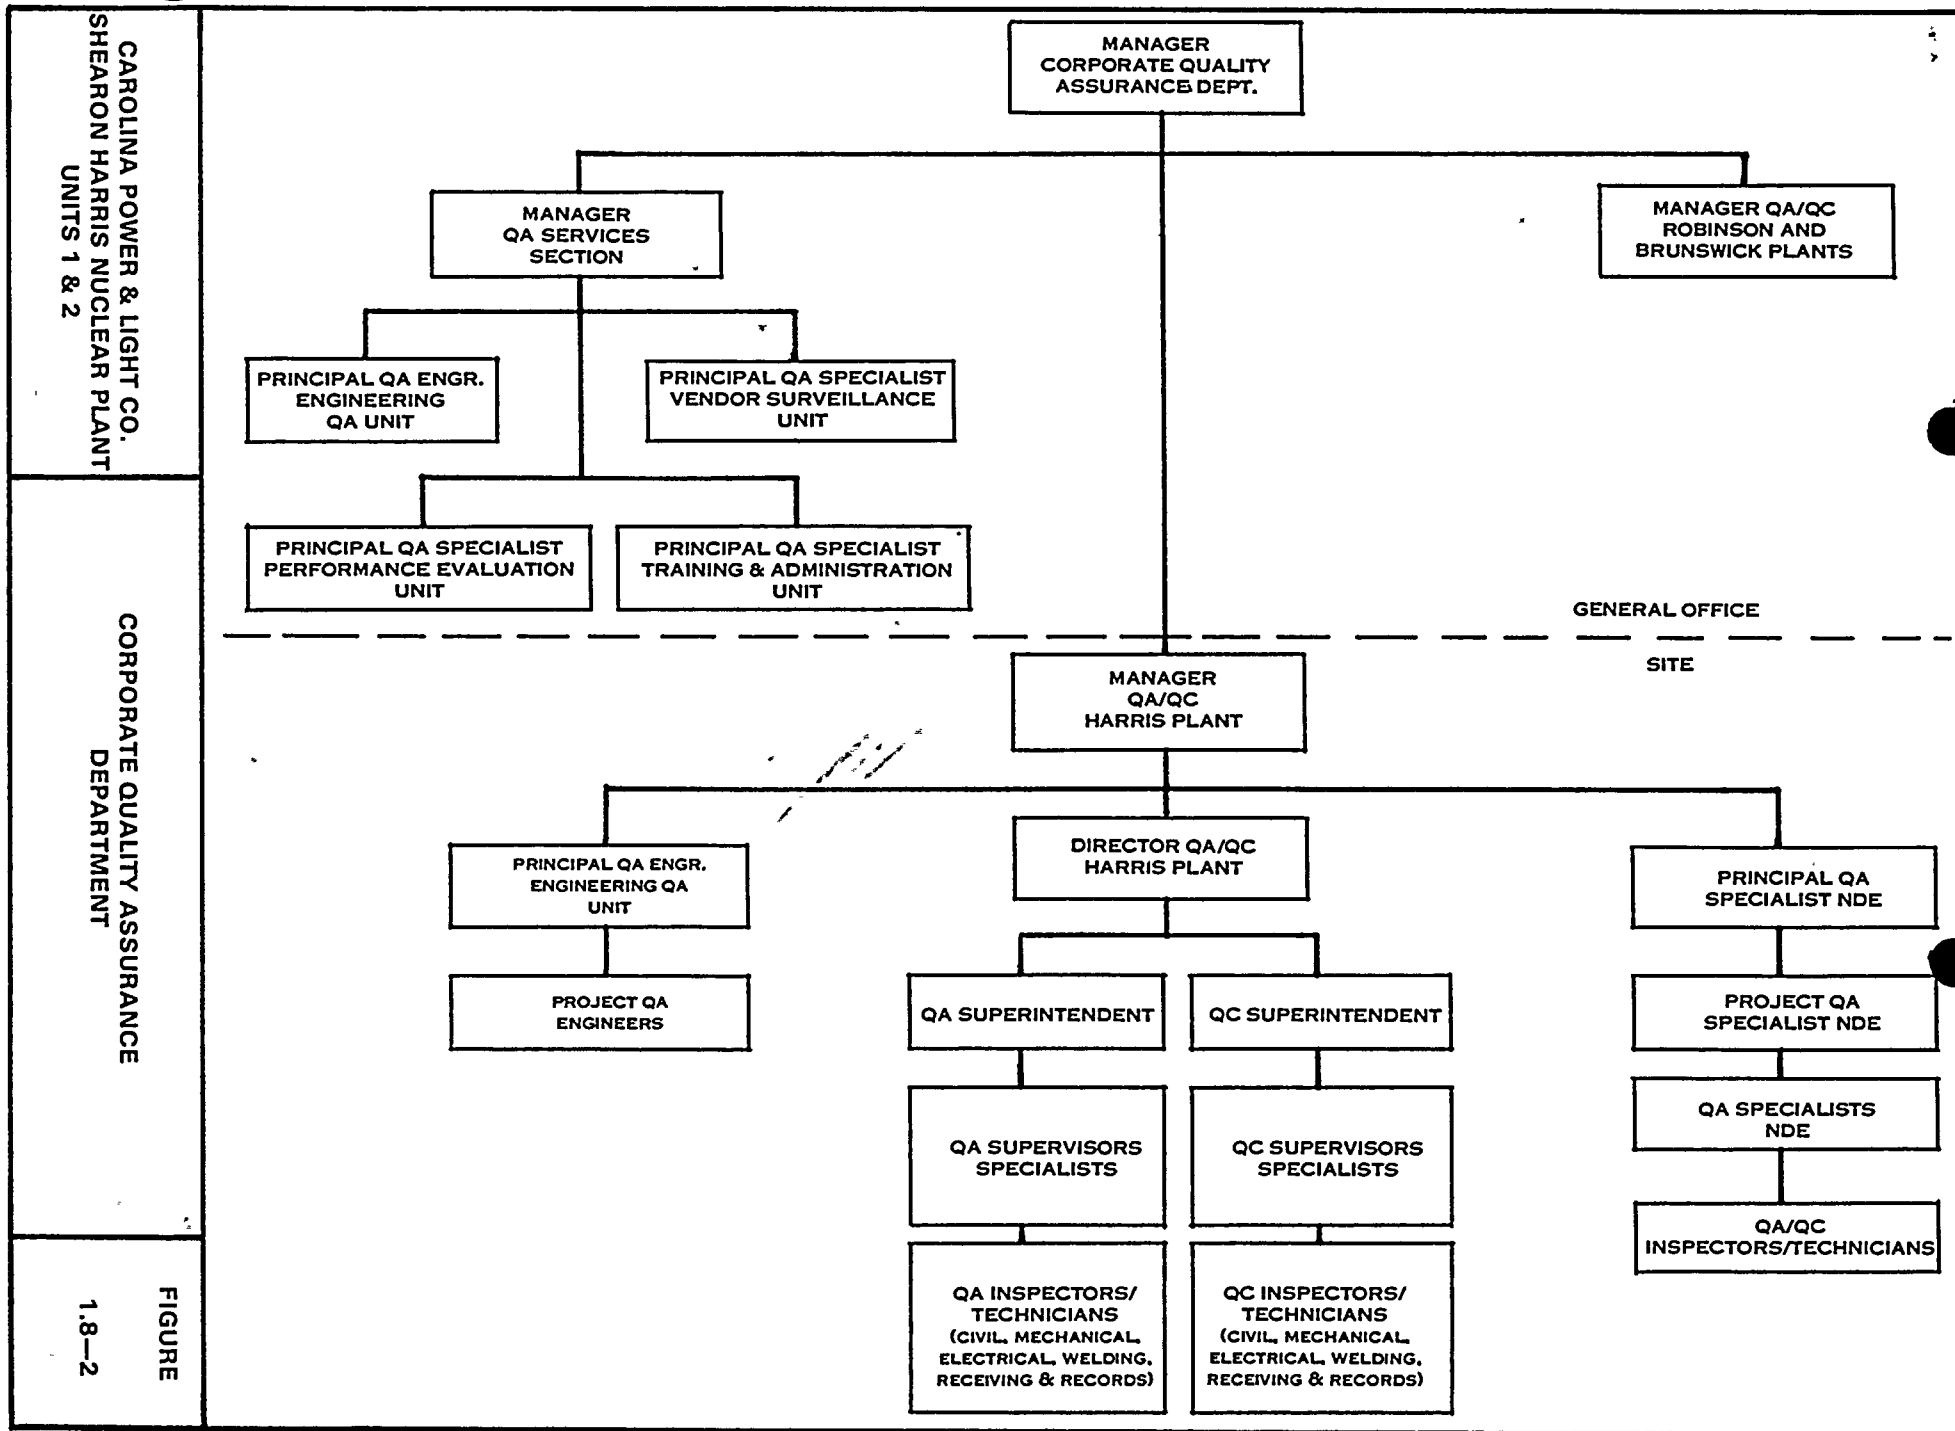 CAROLINA POWER & LIGHT CO.
SHEARON HARRIS NUCLEAR PLANT
UNITS 1 & 2
CORPORATE QUALITY ASSURANCE
DEPARTMENT
FIGURE
1.8—2
MANAGER
CORPORATE QUALITY
ASSURANCE DEPT.
MANAGER
QA SERVICES
SECTION
MANAGER QA/QC
ROBINSON AND
BRUNSWICK PLANTS
PRINCIPAL QA ENGR.
ENGINEERING
QA UNIT
PRINCIPAL QA SPECIALIST
VENDOR SURVEILLANCE
UNIT
PRINCIPAL QA SPECIALIST
PERFORMANCE EVALUATION
UNIT
PRINCIPAL QA SPECIALIST
TRAINING & ADMINISTRATION
UNIT
GENERAL OFFICE
SITE
MANAGER
QA/QC
HARRIS PLANT
PRINCIPAL QA ENGR.
ENGINEERING QA
UNIT
DIRECTOR QA/QC
HARRIS PLANT
PRINCIPAL QA
SPECIALIST NDE
PROJECT QA
ENGINEERS
QA SUPERINTENDENT
QC SUPERINTENDENT
PROJECT QA
SPECIALIST NDE
QA SUPERVISORS
SPECIALISTS
QC SUPERVISORS
SPECIALISTS
QA SPECIALISTS
NDE
QA/QC
INSPECTORS/TECHNICIANS
QA INSPECTORS/
TECHNICIANS
(CIVIL, MECHANICAL,
ELECTRICAL, WELDING,
RECEIVING & RECORDS)
QC INSPECTORS/
TECHNICIANS
(CIVIL, MECHANICAL,
ELECTRICAL, WELDING,
RECEIVING & RECORDS)